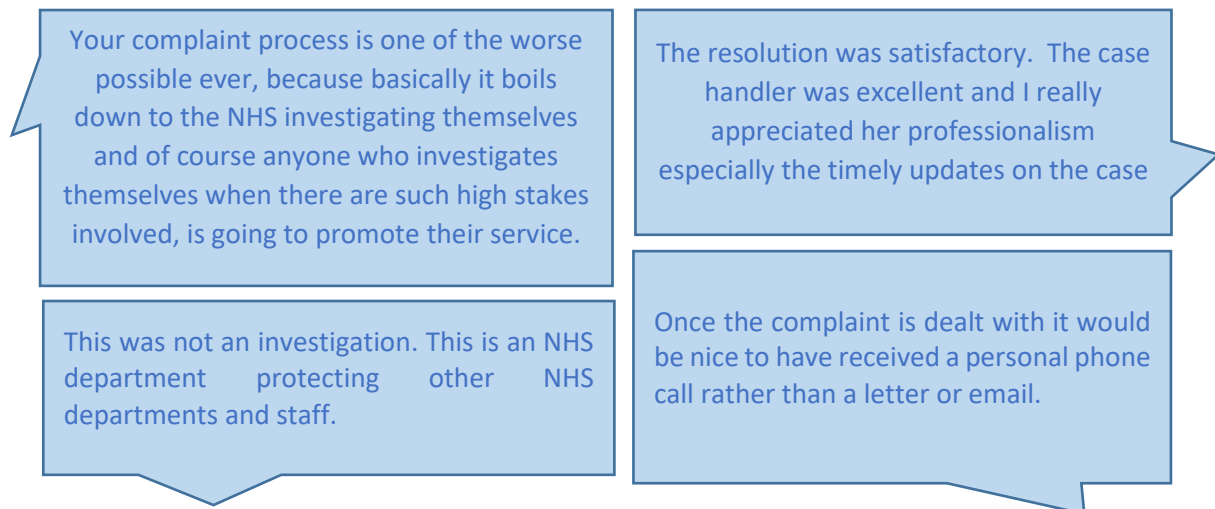 Your complaint process is one of the worse
possible ever, because basically it boils
down to the NHS investigating themselves
and of course anyone who investigates
themselves when there are such high stakes
involved, is going to promote their service.
The resolution was satisfactory.  The case
handler was excellent and I really
appreciated her professionalism
especially the timely updates on the case
This was not an investigation. This is an NHS
department protecting other NHS
departments and staff.
Once the complaint is dealt with it would
be nice to have received a personal phone
call rather than a letter or email.